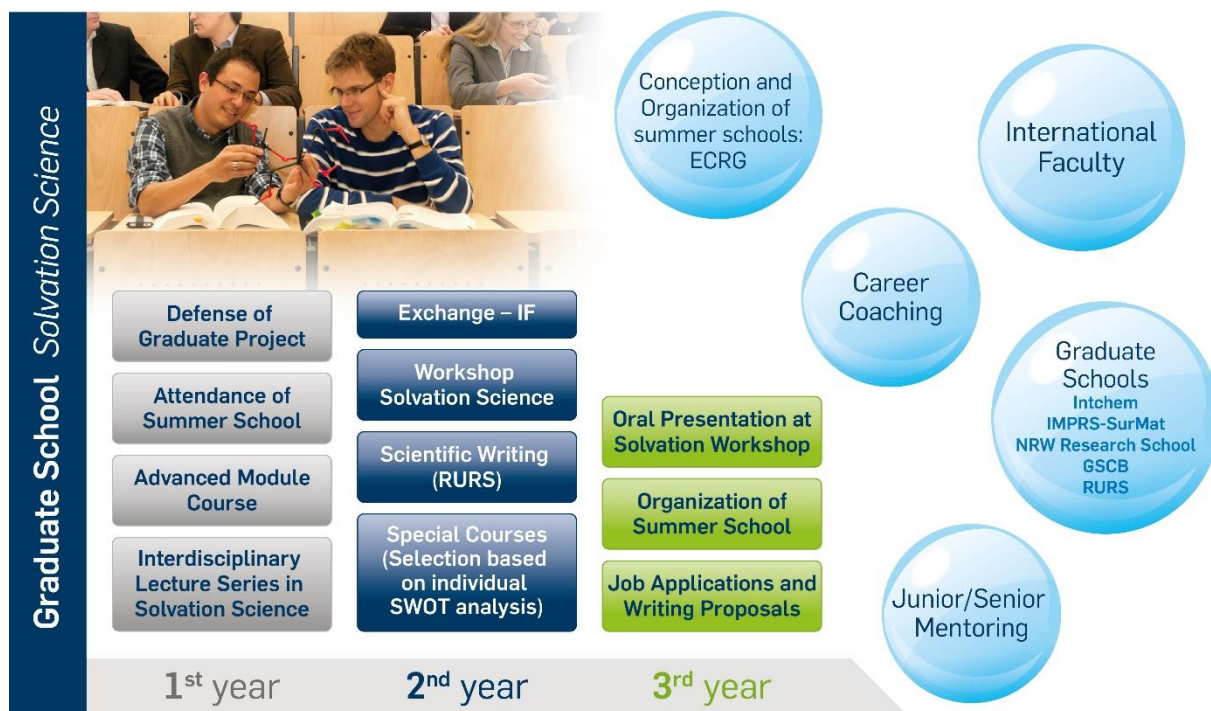 Graduate School Solvation Science
Defense of
Graduate Project
Attendance of
Summer School
Advanced Module
Course
Interdisciplinary
Lecture Series in
Solvation Science
1st year
Exchange – IF
Workshop
Solvation Science
Scientific Writing
(RURS)
Special Courses
(Selection based
on individual
SWOT analysis)
2nd year
Oral Presentation at
Solvation Workshop
Organization of
Summer School
Job Applications and
Writing Proposals
3rd year
Conception and
Organization of
summer schools:
ECRG
International
Faculty
Career
Coaching
Graduate
Schools
Intchem
IMPRS-SurMat
NRW Research School
GSCB
RURS
Junior/Senior
Mentoring